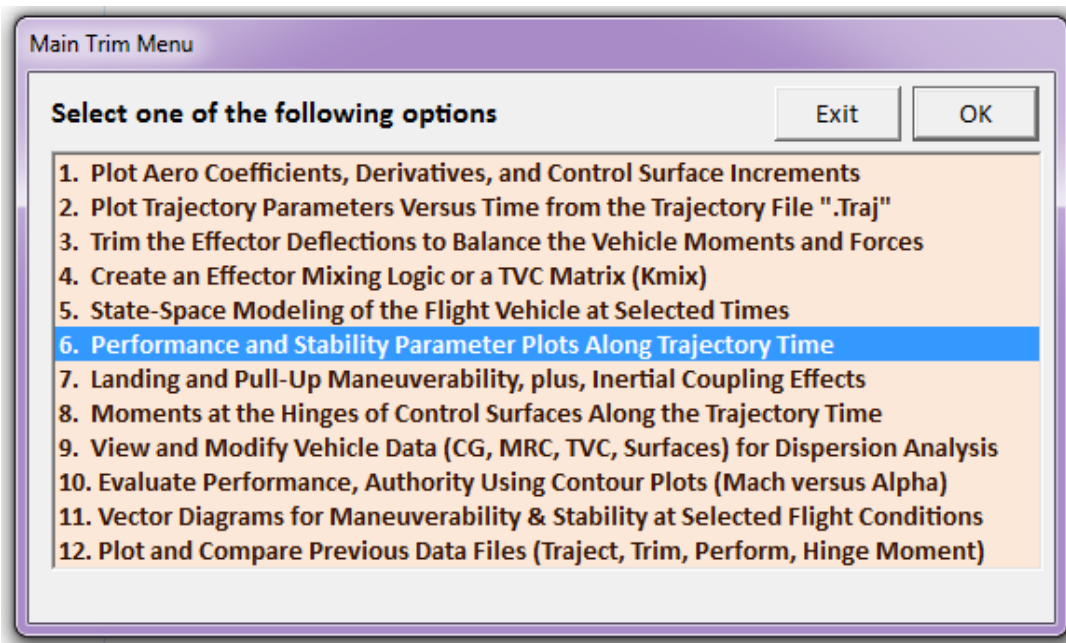 Main Trim Menu
Select one of the following options
Exit
OK
1. Plot Aero Coefficients, Derivatives, and Control Surface Increments
2. Plot Trajectory Parameters Versus Time from the Trajectory File ".Traj"
3. Trim the Effector Deflections to Balance the Vehicle Moments and Forces
4. Create an Effector Mixing Logic or a TVC Matrix (Kmix)
5. State-Space Modeling of the Flight Vehicle at Selected Times
6. Performance and Stability Parameter Plots Along Trajectory Time
7. Landing and Pull-Up Maneuverability, plus, Inertial Coupling Effects
8. Moments at the Hinges of Control Surfaces Along the Trajectory Time
9. View and Modify Vehicle Data (CG, MRC, TVC, Surfaces) for Dispersion Analysis
10. Evaluate Performance, Authority Using Contour Plots (Mach versus Alpha)
11. Vector Diagrams for Maneuverability & Stability at Selected Flight Conditions
12. Plot and Compare Previous Data Files (Traject, Trim, Perform, Hinge Moment)